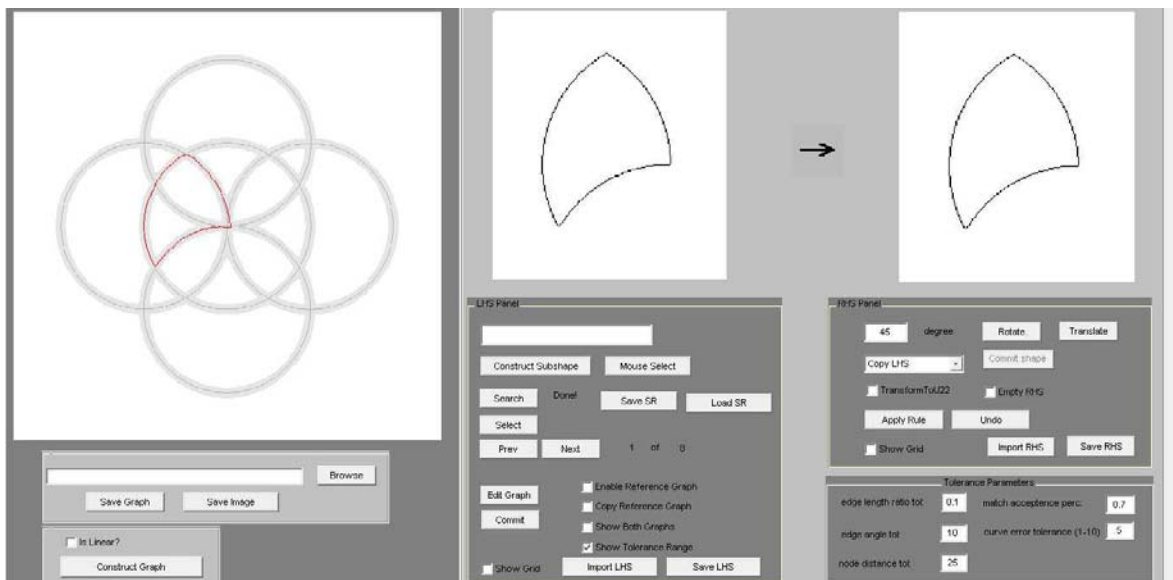 LHS Panel
Construct Subshape Mouse Select
Search Done! Save SR Load SR
Select
Prev Next 1 of 8
Edit Graph
Commit
Enable Reference Graph
Copy Reference Graph
Show Both Graphs
Show Tolerance Range
Show Grid Import LHS Save LHS
RHS Panel
45 degree Rotate Translate
Copy LHS Commit shape
TransformToU22 Empty RHS
Apply Rule Undo
Show Grid Import RHS Save RHS
Tolerance Parameters
edge length ratio tol: 0.1 match acceptence perc: 0.7
edge angle tol: 10 curve error tolerance (1-10) 5
node distance tol: 25
Browse
Save Graph Save Image
Is Linear?
Construct Graph